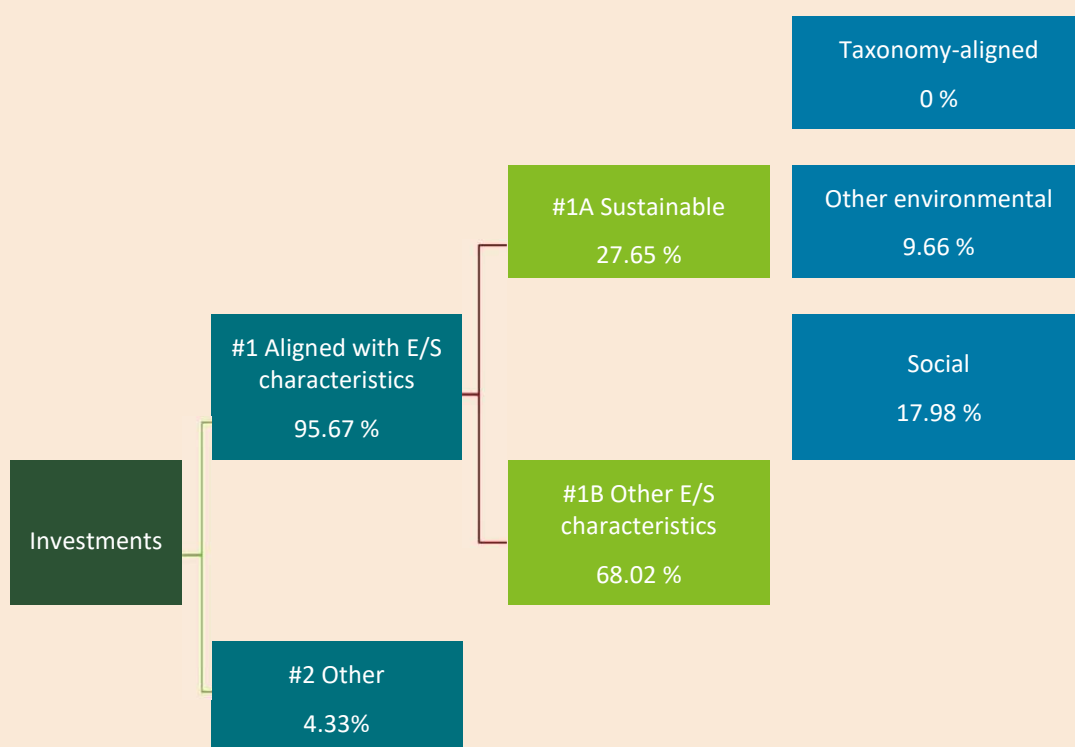 Taxonomy-aligned
0 %
#1A Sustainable
27.65 %
Other environmental
9.66 %
#1 Aligned with E/S
characteristics
95.67 %
Social
17.98 %
Investments
#1B Other E/S
characteristics
68.02 %
#2 Other
4.33%